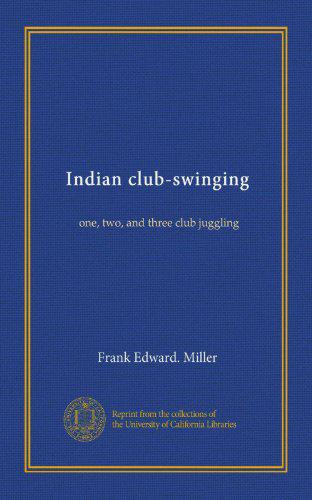 Indian club-swinging
one, two, and three club juggling
Frank Edward. Miller
Reprint from the collections of
the University of California Libraries